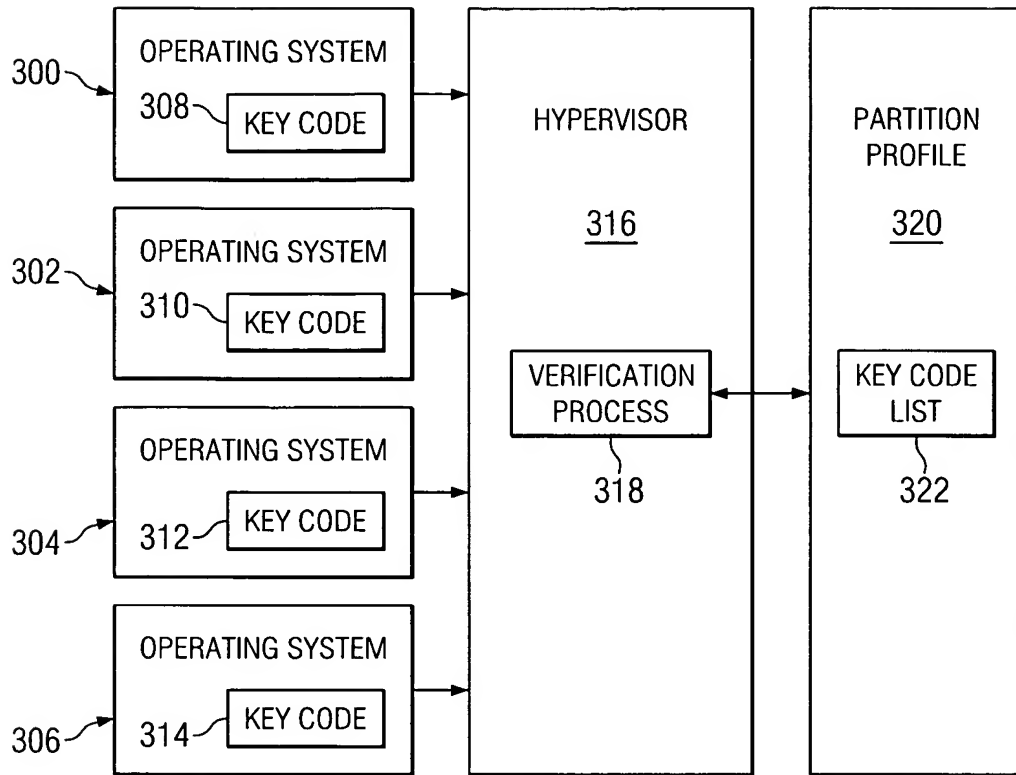 OPERATING SYSTEM
300
308
KEY CODE
OPERATING SYSTEM
302
310
KEY CODE
OPERATING SYSTEM
304
312
KEY CODE
OPERATING SYSTEM
306
314
KEY CODE
HYPERVISOR
316
VERIFICATION
PROCESS
318
PARTITION
PROFILE
320
KEY CODE
LIST
322